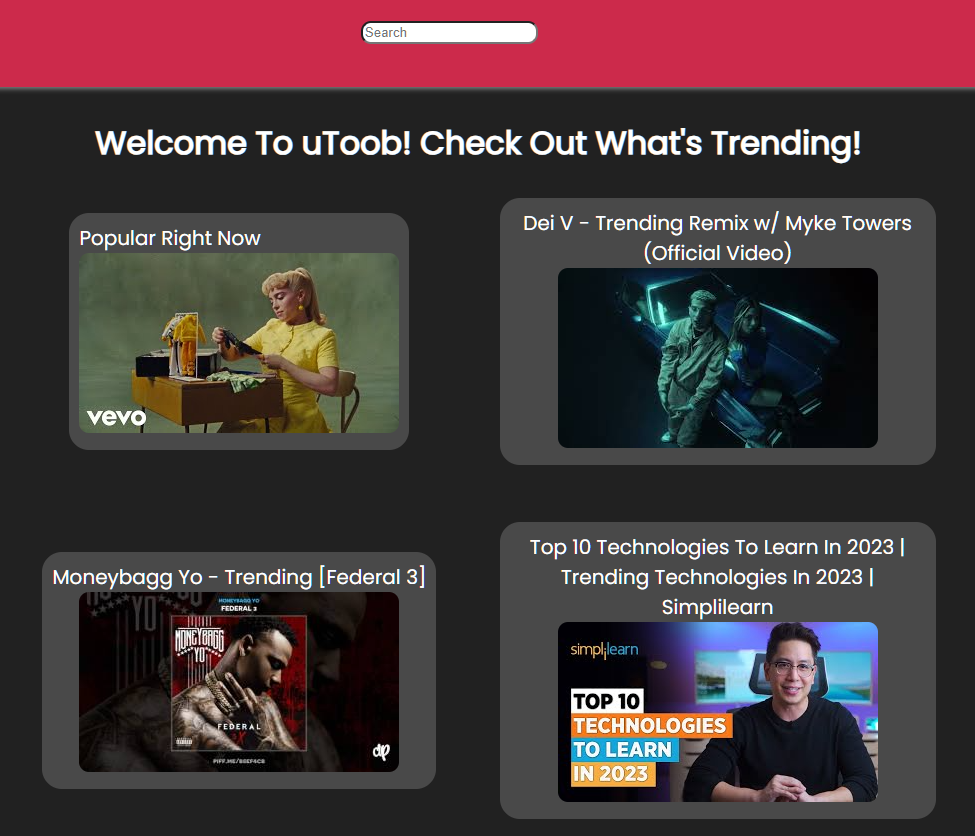 Search
Welcome To uToob! Check Out What's Trending!
Popular Right Now
vevo
Dei V - Trending Remix w/ Myke Towers
(Official Video)
Moneybagg Yo - Trending [Federal 3]
MONEYBAGG YO
FEDERAL 3
MONEYBAGG
YO
FEDERAL
PIFF.ME/B8EF4CB
Top 10 Technologies To Learn In 2023 |
Trending Technologies In 2023 |
Simplilearn
simplilearn
TOP 10
TECHNOLOGIES
TO LEARN
IN 2023